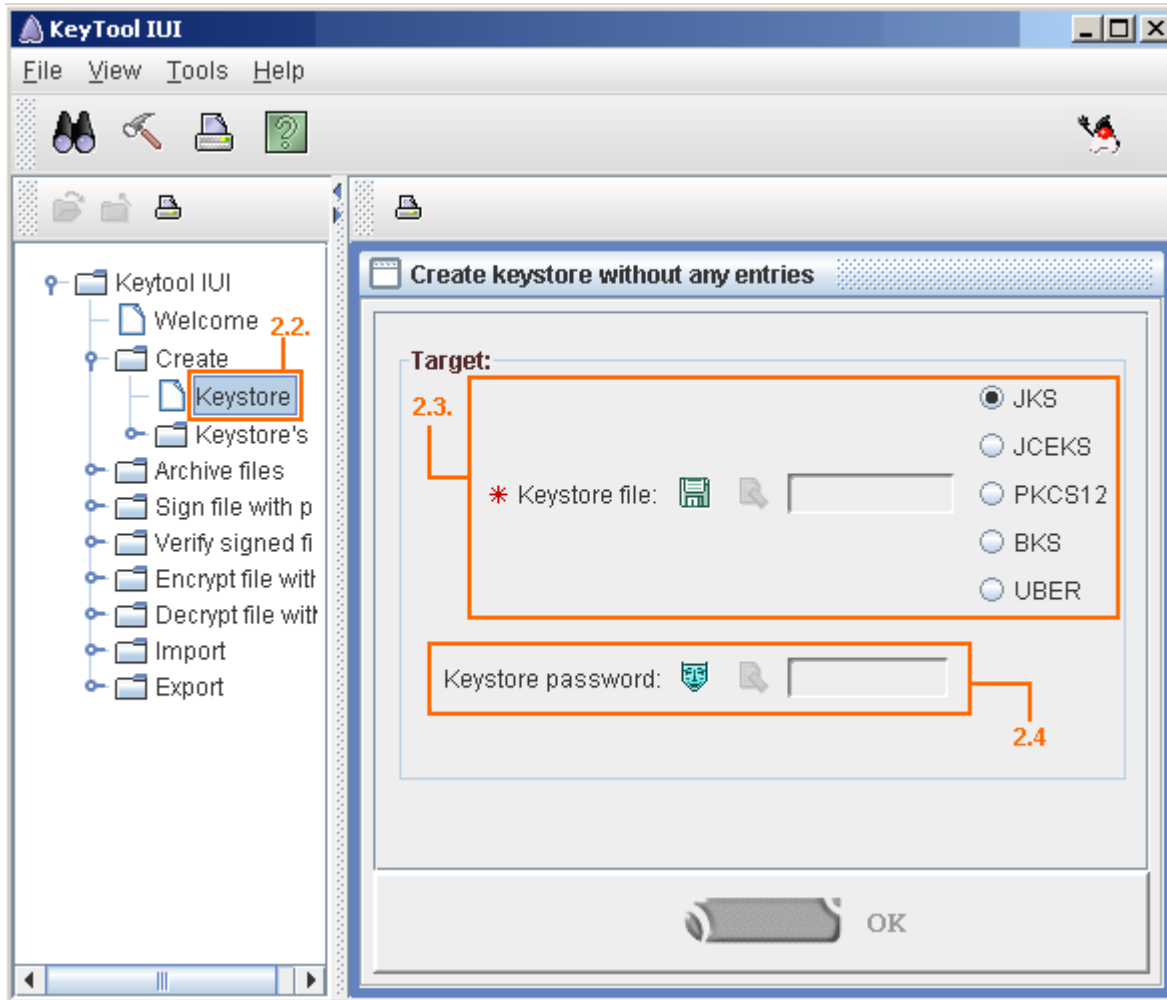 KeyTool IUI
File View Tools Help
?
Keytool IUI
Welcome
2.2.
Create
Keystore
Keystore's
Archive files
Sign file with p
Verify signed fi
Encrypt file with
Decrypt file with
Import
Export
Create keystore without any entries
Target:
2.3.
JKS
JCEKS
* Keystore file:
PKCS12
BKS
UBER
Keystore password:
2.4
OK